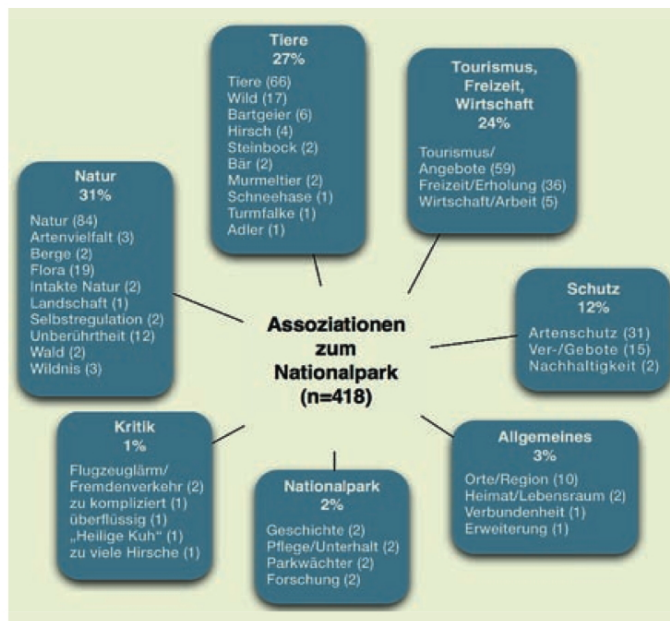 Tiere
27%
Tiere (66)
Wild (17)
Bartgeier (6)
Hirsch (4)
Steinbock (2)
Bär (2)
Murmeltier (2)
Schneehase (1)
Turmfalke (1)
Adler (1)
Tourismus,
Freizeit,
Wirtschaft
24%
Tourismus/
Angebote (59)
Freizeit/Erholung (36)
Wirtschaft/Arbeit (5)
Natur
31%
Natur (84)
Artenvielfalt (3)
Berge (2)
Flora (19)
Intakte Natur (2)
Landschaft (1)
Selbstregulation (2)
Unberührtheit (12)
Wald (2)
Wildnis (3)
Assoziationen
zum
Nationalpark
(n=418)
Schutz
12%
Artenschutz (31)
Ver-/Gebote (15)
Nachhaltigkeit (2)
Kritik
1%
Flugzeuglärm/
Fremdenverkehr (2)
zu kompliziert (1)
überflüssig (1)
„Heilige Kuh“ (1)
zu viele Hirsche (1)
Nationalpark
2%
Geschichte (2)
Pflege/Unterhalt (2)
Parkwächter (2)
Forschung (2)
Allgemeines
3%
Orte/Region (10)
Heimat/Lebensraum (2)
Verbundenheit (1)
Erweiterung (1)